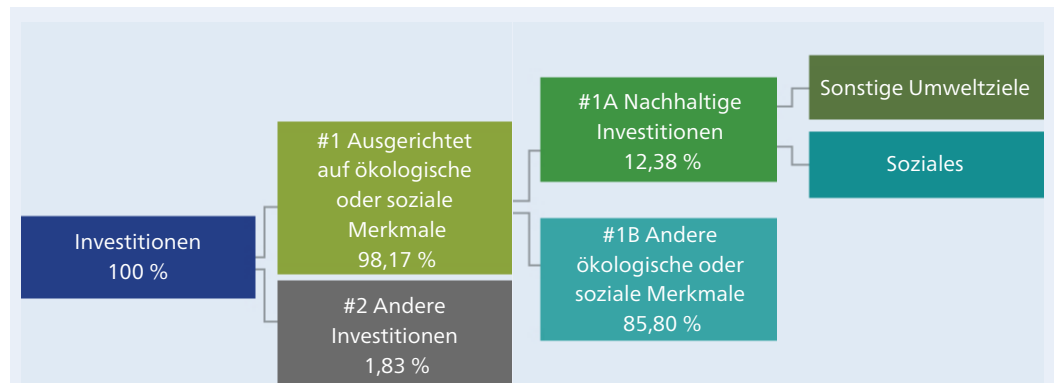 Investitionen
100 %
#1 Ausgerichtet
auf ökologische
oder soziale
Merkmale
98,17 %
#2 Andere
Investitionen
1,83 %
#1A Nachhaltige
Investitionen
12,38 %
#1B Andere
ökologische oder
soziale Merkmale
85,80 %
Sonstige Umweltziele
Soziales